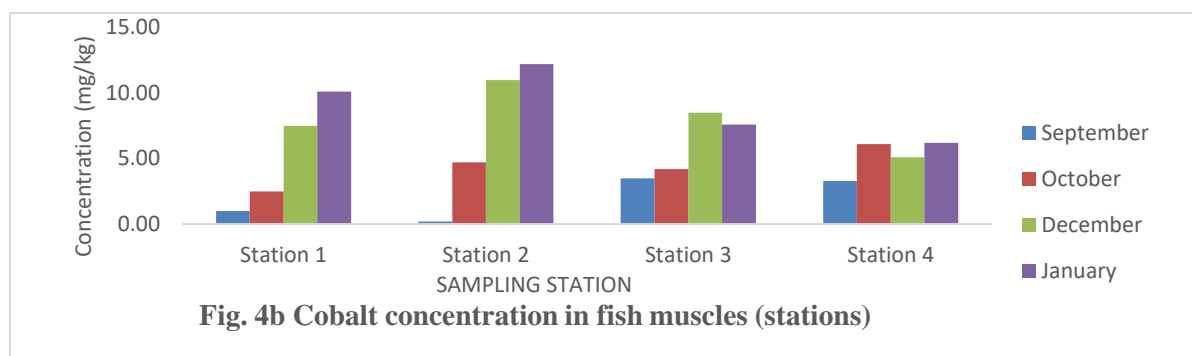 15.00
10.00
5.00
0.00
Concentration (mg/kg)
Station 1 Station 2 Station 3 Station 4
SAMPLING STATION
September
October
December
January
Fig. 4b Cobalt concentration in fish muscles (stations)